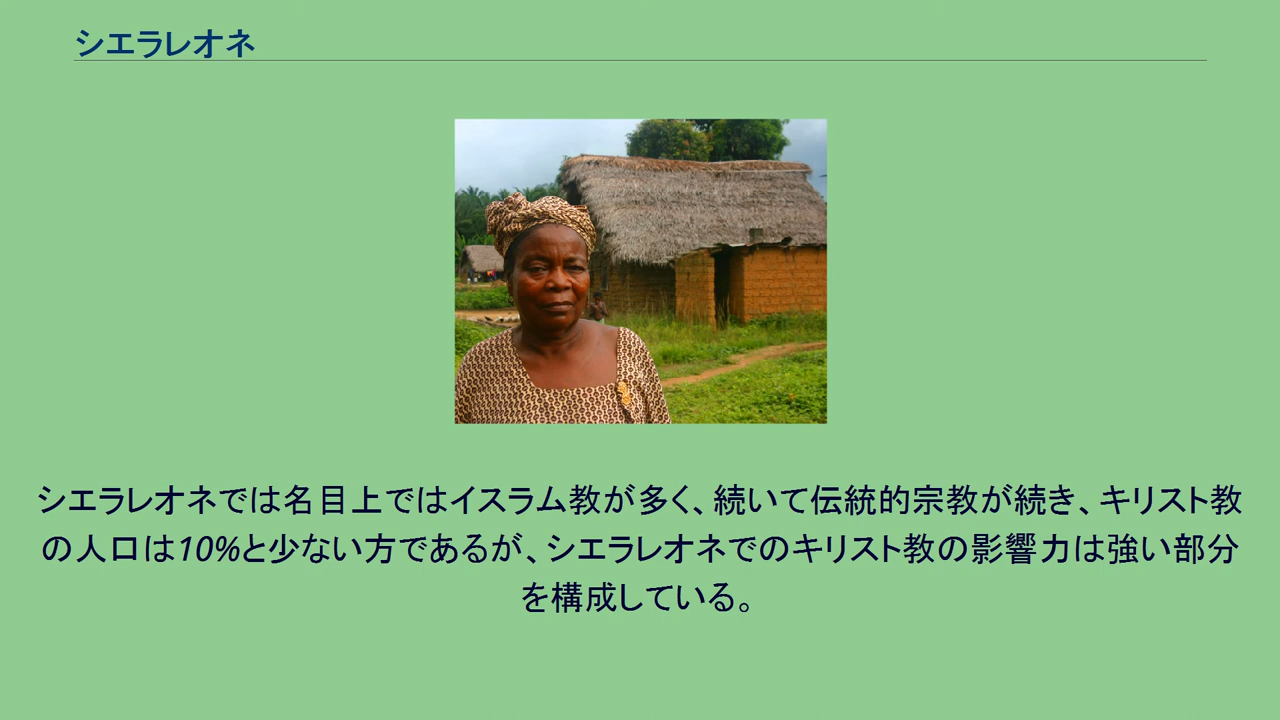 シエラレオネ
シエラレオネでは名目上ではイスラム教が多く、続いて伝統的宗教が続き、キリスト教
の人口は10%と少ない方であるが、シエラレオネでのキリスト教の影響力は強い部分
を構成している。